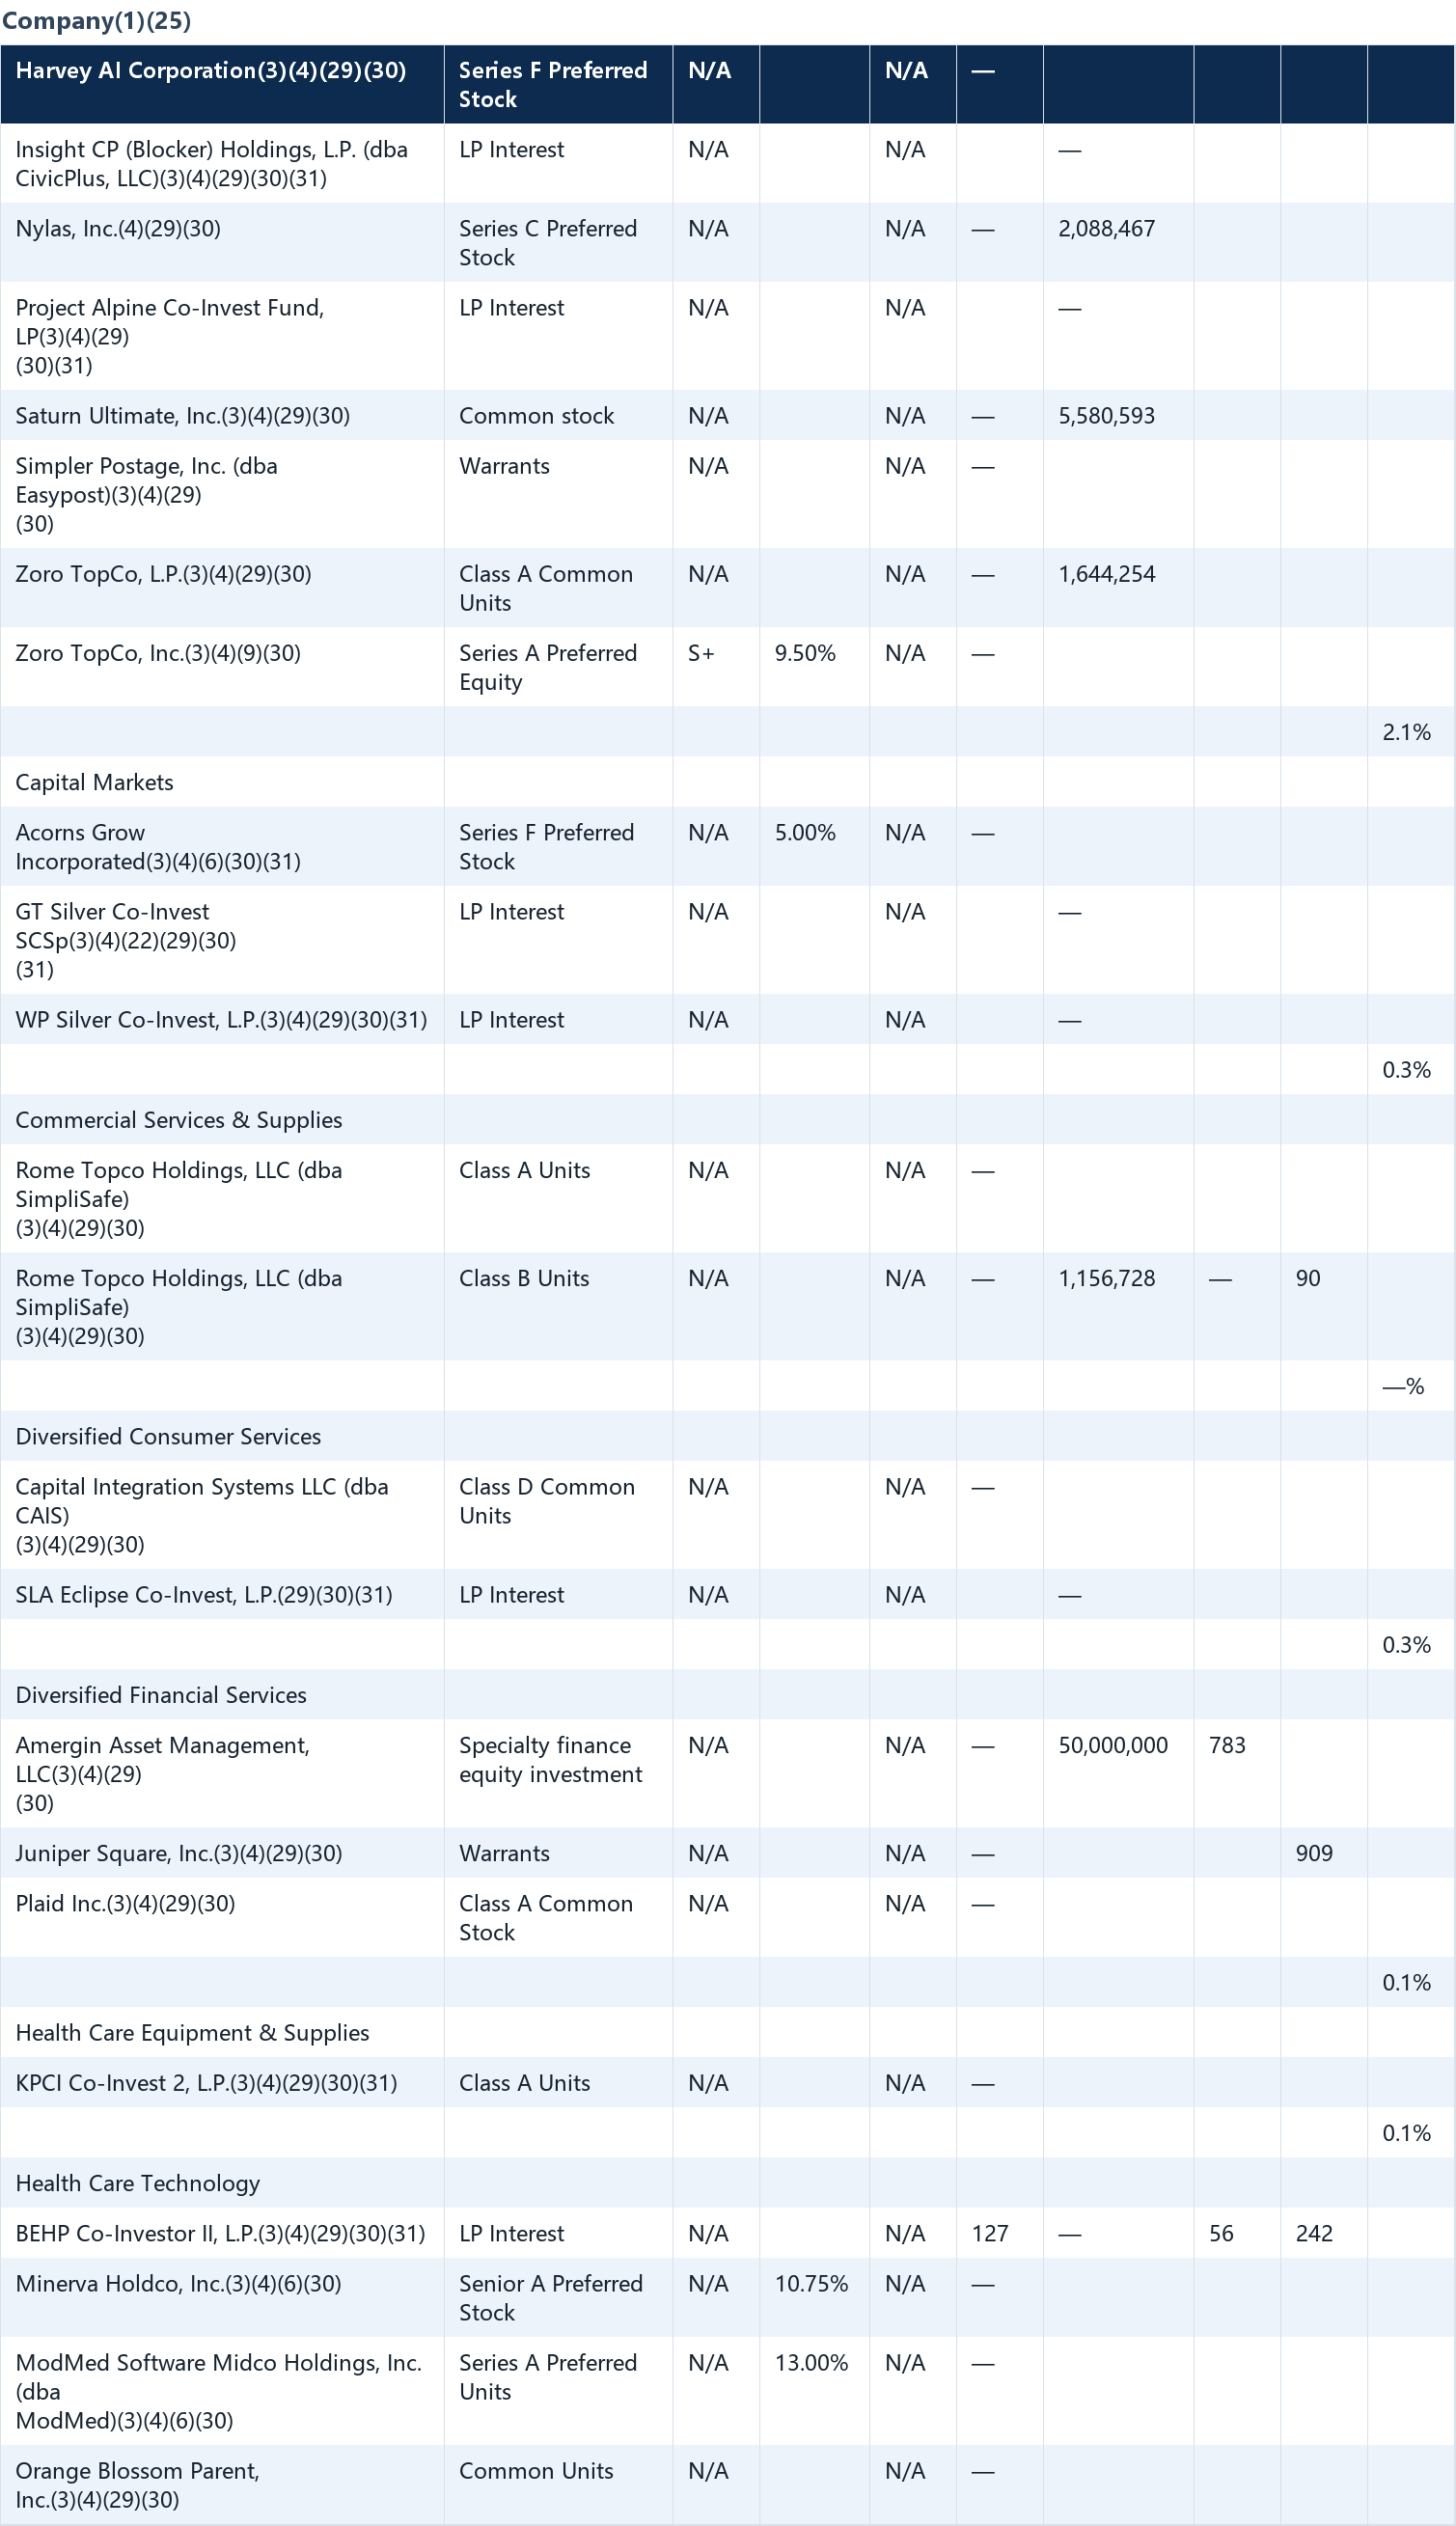 Company(1)(25)
Harvey AI Corporation(3)(4)(29)(30) Series F Preferred N/A N/A —
Stock
Insight CP (Blocker) Holdings, L.P. (dba LP Interest N/A N/A —
CivicPlus, LLC)(3)(4)(29)(30)(31)
Nylas, Inc.(4)(29)(30) Series C Preferred N/A N/A — 2,088,467
Stock
Project Alpine Co-Invest Fund, LP Interest N/A N/A —
LP(3)(4)(29)
(30)(31)
Saturn Ultimate, Inc.(3)(4)(29)(30) Common stock N/A N/A — 5,580,593
Simpler Postage, Inc. (dba Warrants N/A N/A —
Easypost)(3)(4)(29)
(30)
Zoro TopCo, L.P.(3)(4)(29)(30) Class A Common N/A N/A — 1,644,254
Units
Zoro TopCo, Inc.(3)(4)(9)(30) Series A Preferred S+ 9.50% N/A —
Equity
2.1%
Capital Markets
Acorns Grow Series F Preferred N/A 5.00% N/A —
Incorporated(3)(4)(6)(30)(31) Stock
GT Silver Co-Invest LP Interest N/A N/A —
SCSp(3)(4)(22)(29)(30)
(31)
WP Silver Co-Invest, L.P.(3)(4)(29)(30)(31) LP Interest N/A N/A —
0.3%
Commercial Services & Supplies
Rome Topco Holdings, LLC (dba Class A Units N/A N/A —
SimpliSafe)
(3)(4)(29)(30)
Rome Topco Holdings, LLC (dba Class B Units N/A N/A — 1,156,728 — 90
SimpliSafe)
(3)(4)(29)(30)
—%
Diversified Consumer Services
Capital Integration Systems LLC (dba Class D Common N/A N/A —
CAIS) Units
(3)(4)(29)(30)
SLA Eclipse Co-Invest, L.P.(29)(30)(31) LP Interest N/A N/A —
0.3%
Diversified Financial Services
Amergin Asset Management, Specialty finance N/A N/A — 50,000,000 783
LLC(3)(4)(29) equity investment
(30)
Juniper Square, Inc.(3)(4)(29)(30) Warrants N/A N/A — 909
Plaid Inc.(3)(4)(29)(30) Class A Common N/A N/A —
Stock
0.1%
Health Care Equipment & Supplies
KPCI Co-Invest 2, L.P.(3)(4)(29)(30)(31) Class A Units N/A N/A —
0.1%
Health Care Technology
BEHP Co-Investor II, L.P.(3)(4)(29)(30)(31) LP Interest N/A N/A 127 — 56 242
Minerva Holdco, Inc.(3)(4)(6)(30) Senior A Preferred N/A 10.75% N/A —
Stock
ModMed Software Midco Holdings, Inc. Series A Preferred N/A 13.00% N/A —
(dba Units
ModMed)(3)(4)(6)(30)
Orange Blossom Parent, Common Units N/A N/A —
Inc.(3)(4)(29)(30)